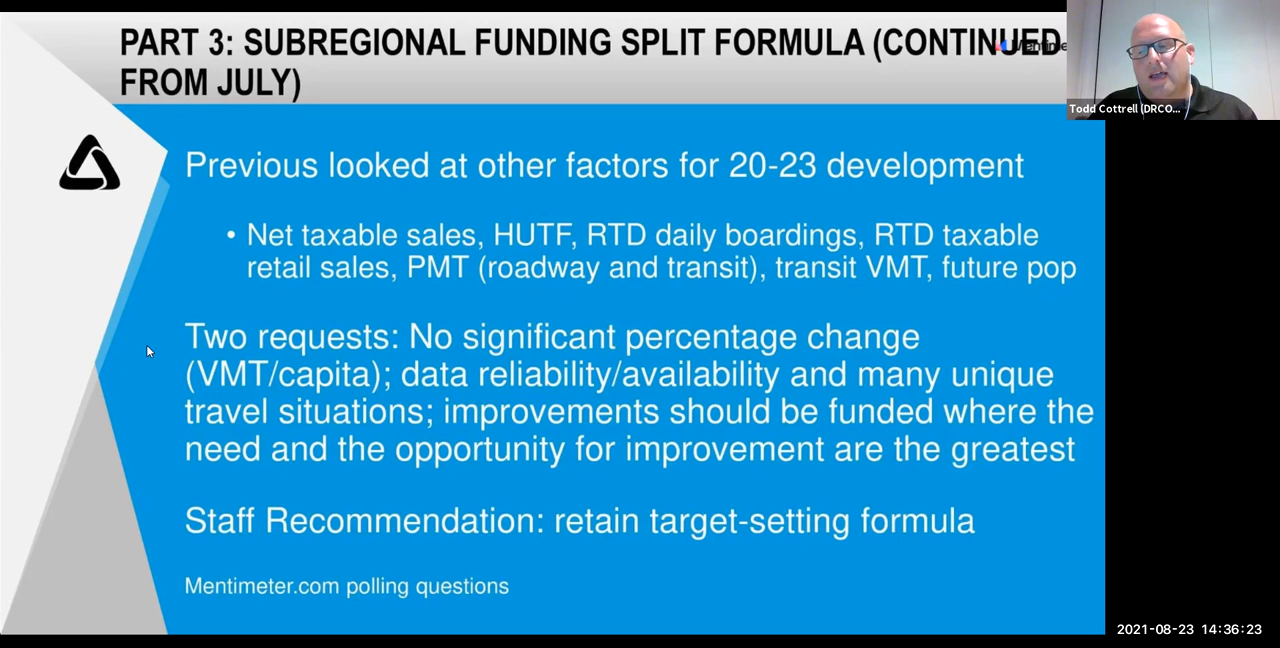 PART 3: SUBREGIONAL FUNDING SPLIT FORMULA (CONTINUED
FROM JULY)
Todd Cottrell (DRCO...
Previous looked at other factors for 20-23 development
• Net taxable sales, HUTF, RTD daily boardings, RTD taxable
retail sales, PMT (roadway and transit), transit VMT, future pop
Two requests: No significant percentage change
(VMT/capita); data reliability/availability and many unique
travel situations; improvements should be funded where the
need and the opportunity for improvement are the greatest
Staff Recommendation: retain target-setting formula
Mentimeter.com polling questions
2021-08-23 14:36:23